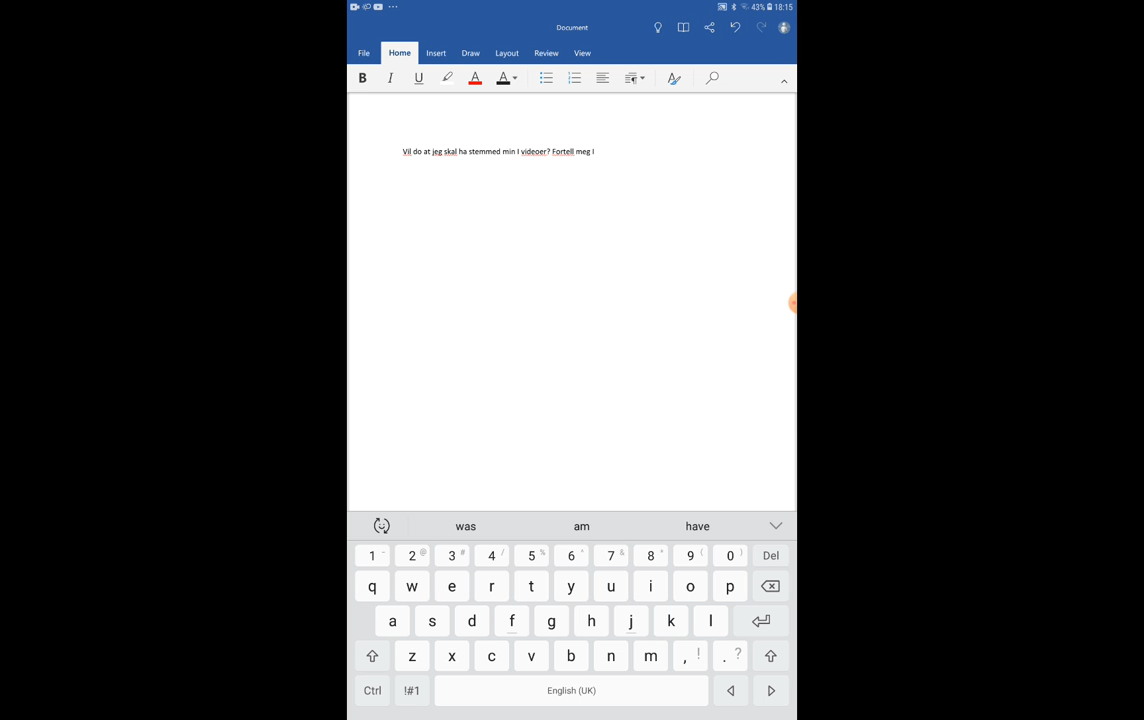 43% 18:15
Document
File Home Insert Draw Layout Review View
B I U A A
Vil do at jeg skal ha stemmed min I videoer? Fortell meg I
was am have
1 - 2 @ 3 # 4 / 5 % 6 ^ 7 & 8 * 9 ( 0 ) Del
q w e r t y u i o p
a s d f g h j k l
z x c v b n m , ! . ?
Ctrl !#1 English (UK)